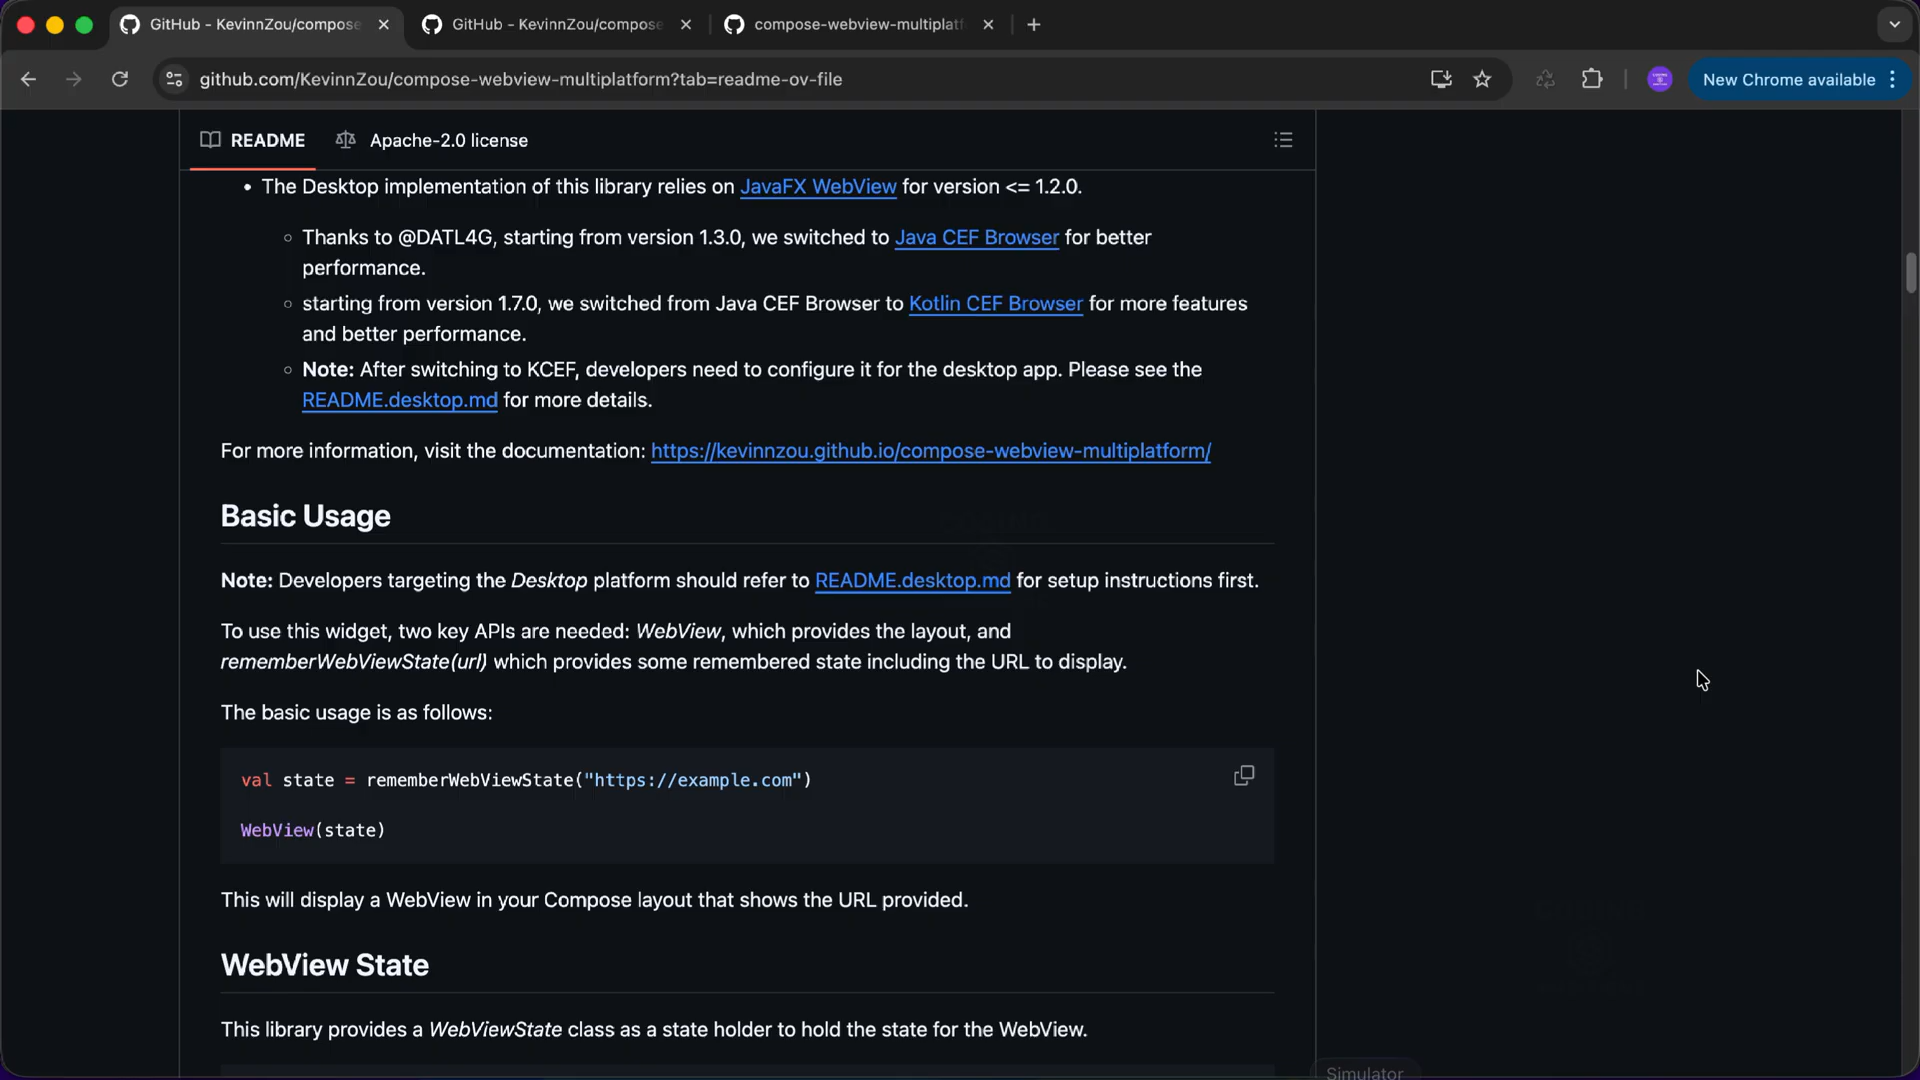 GitHub - KevinnZou/compose
GitHub - KevinnZou/compose
compose-webview-multiplatf
github.com/KevinnZou/compose-webview-multiplatform?tab=readme-ov-file
New Chrome available
README
Apache-2.0 license
• The Desktop implementation of this library relies on JavaFX WebView for version <= 1.2.0.
◦ Thanks to @DATL4G, starting from version 1.3.0, we switched to Java CEF Browser for better
performance.
◦ starting from version 1.7.0, we switched from Java CEF Browser to Kotlin CEF Browser for more features
and better performance.
◦ Note: After switching to KCEF, developers need to configure it for the desktop app. Please see the
README.desktop.md for more details.
For more information, visit the documentation: https://kevinnzou.github.io/compose-webview-multiplatform/
Basic Usage
Note: Developers targeting the Desktop platform should refer to README.desktop.md for setup instructions first.
To use this widget, two key APIs are needed: WebView, which provides the layout, and
rememberWebViewState(url) which provides some remembered state including the URL to display.
The basic usage is as follows:
val state = rememberWebViewState("https://example.com")
WebView(state)
This will display a WebView in your Compose layout that shows the URL provided.
WebView State
This library provides a WebViewState class as a state holder to hold the state for the WebView.
Simulator